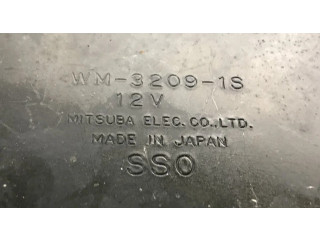 WM-3209-1S
12V
MITSUBA ELEC. CO.,LTD.
MADE IN JAPAN
SSO